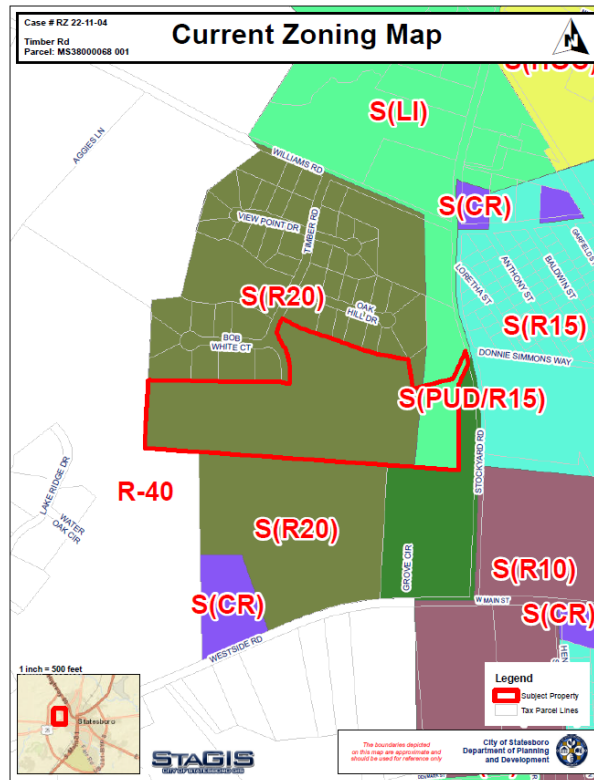 Case # RZ 22-11-04
Timber Rd
Parcel: MS38000068 001
Current Zoning Map
N
S(LI)
AGGIES LN
WILLIAMS RD
S(CR)
VIEW POINT DR
TIMBER RD
LORETHA ST
ANTHONY ST
BALDWIN ST
S(R20)
OAK
HILL DR
S(R15)
BOB
WHITE CT
DONNIE SIMMONS WAY
S(PUD/R15)
STOCKYARD RD
LAKE RIDGE DR
R-40
WATER
OAK CIR
S(R20)
GROVE CIR
S(R10)
S(CR)
W MAIN ST
S(CR)
WESTSIDE RD
1 inch = 500 feet
Legend
Subject Property
Tax Parcel Lines
Statesboro
STAGIS
CITY OF STATESBORO GIS
The boundaries depicted
on this map are approximate and
should be used for reference only
City of Statesboro
Department of Planning
and Development